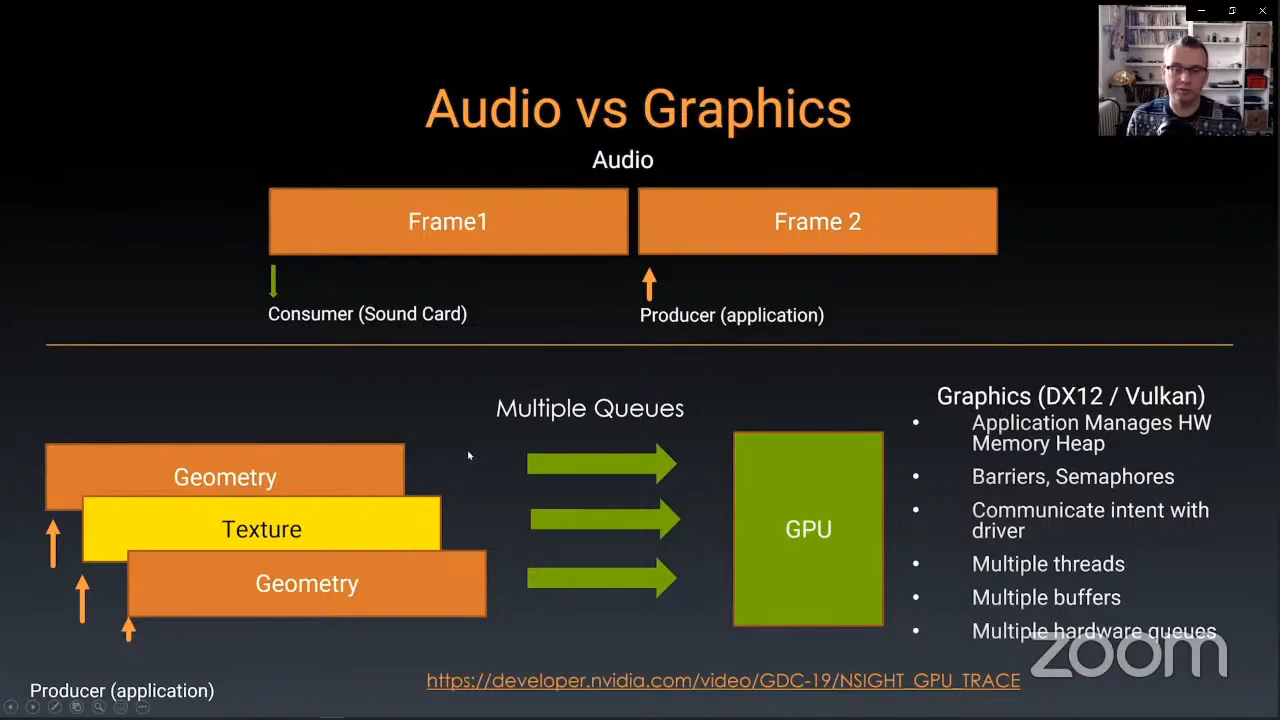 Audio vs Graphics
Audio
Frame1
Frame 2
Consumer (Sound Card)
Producer (application)
Multiple Queues
Geometry
Texture
Geometry
GPU
Graphics (DX12 / Vulkan)
• Application Manages HW
Memory Heap
• Barriers, Semaphores
• Communicate intent with
driver
• Multiple threads
• Multiple buffers
• Multiple hardware queues
zoom
https://developer.nvidia.com/video/GDC-19/NSIGHT_GPU_TRACE
Producer (application)